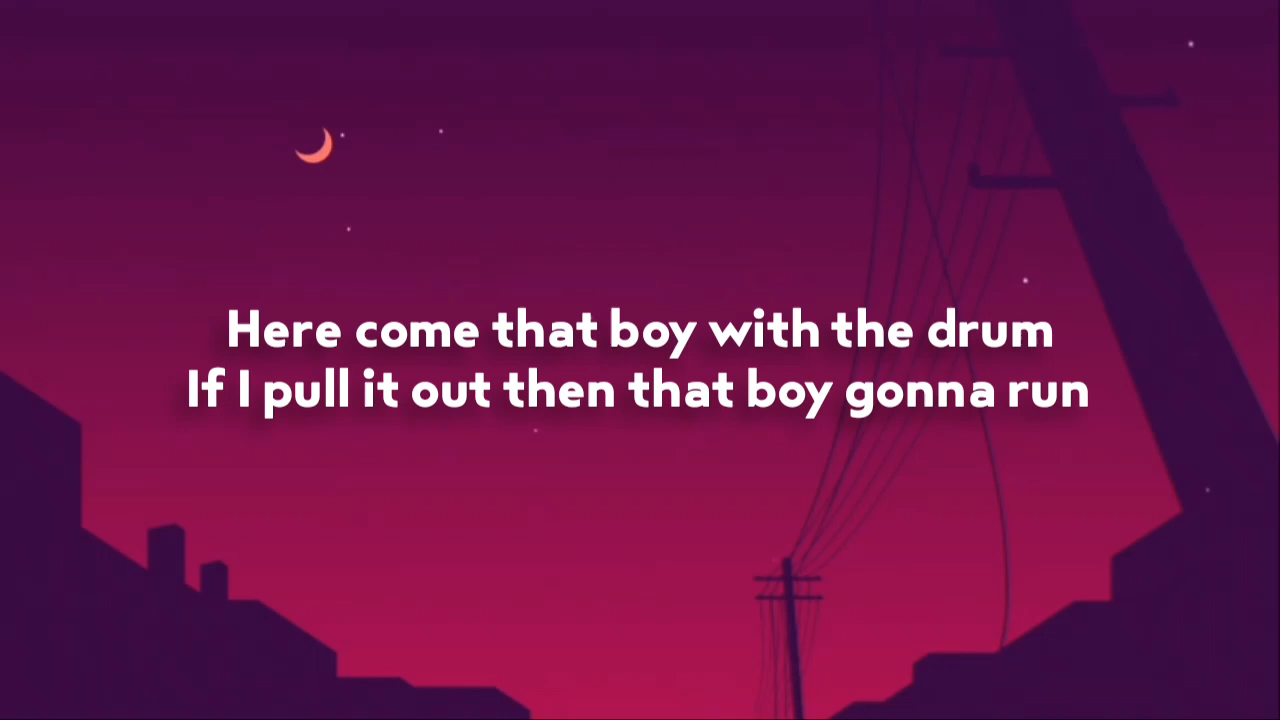 Here come that boy with the drum
If I pull it out then that boy gonna run